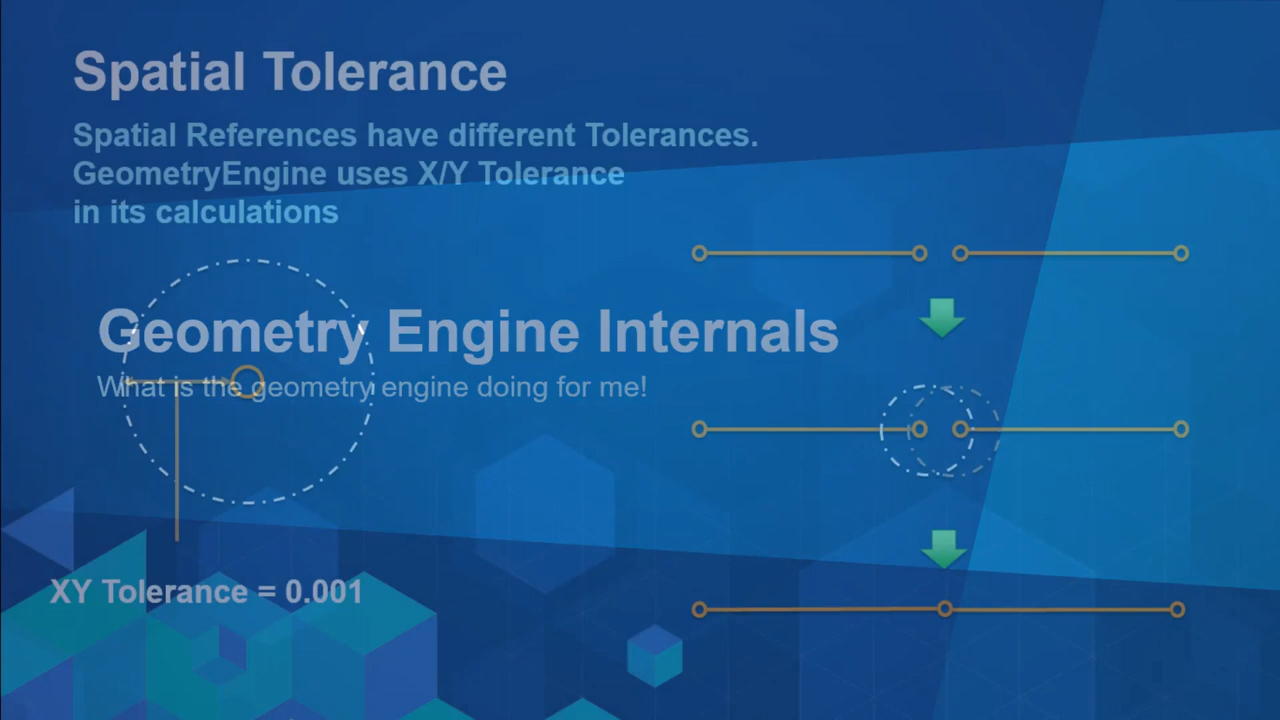 Spatial Tolerance
Spatial References have different Tolerances.
GeometryEngine uses X/Y Tolerance
in its calculations
Geometry Engine Internals
What is the geometry engine doing for me!
XY Tolerance = 0.001